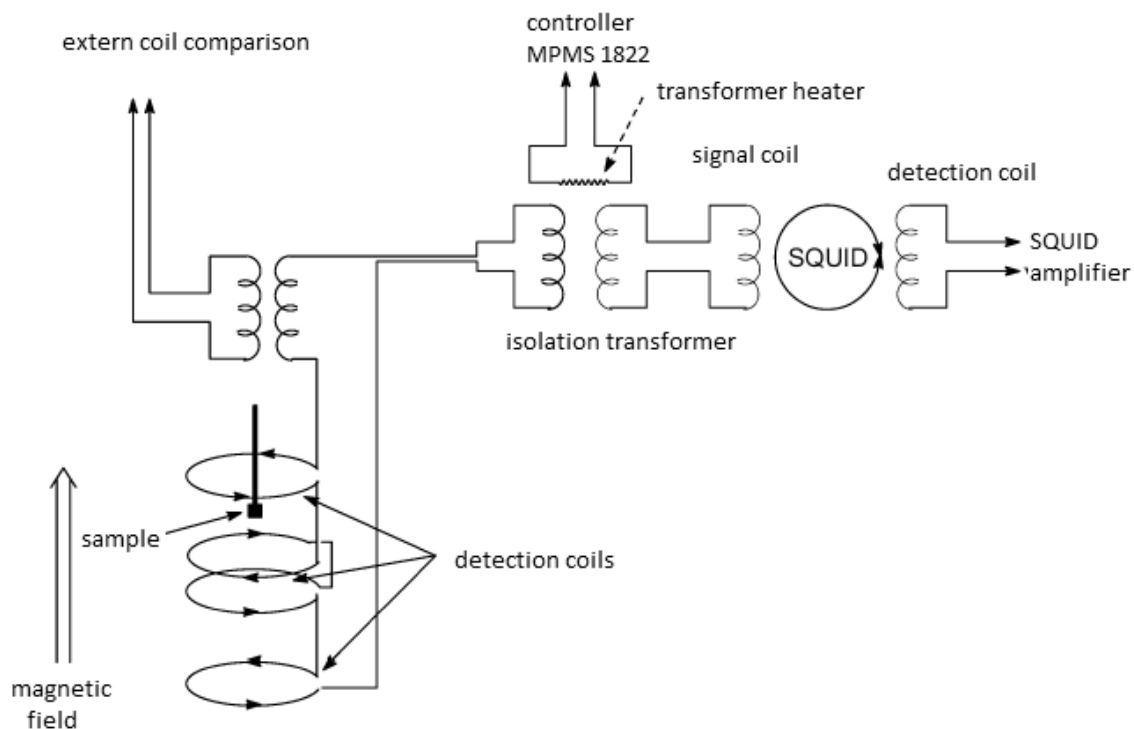 extern coil comparison
controller
MPMS 1822
transformer heater
signal coil
detection coil
SQUID
SQUID
amplifier
isolation transformer
sample
detection coils
magnetic
field